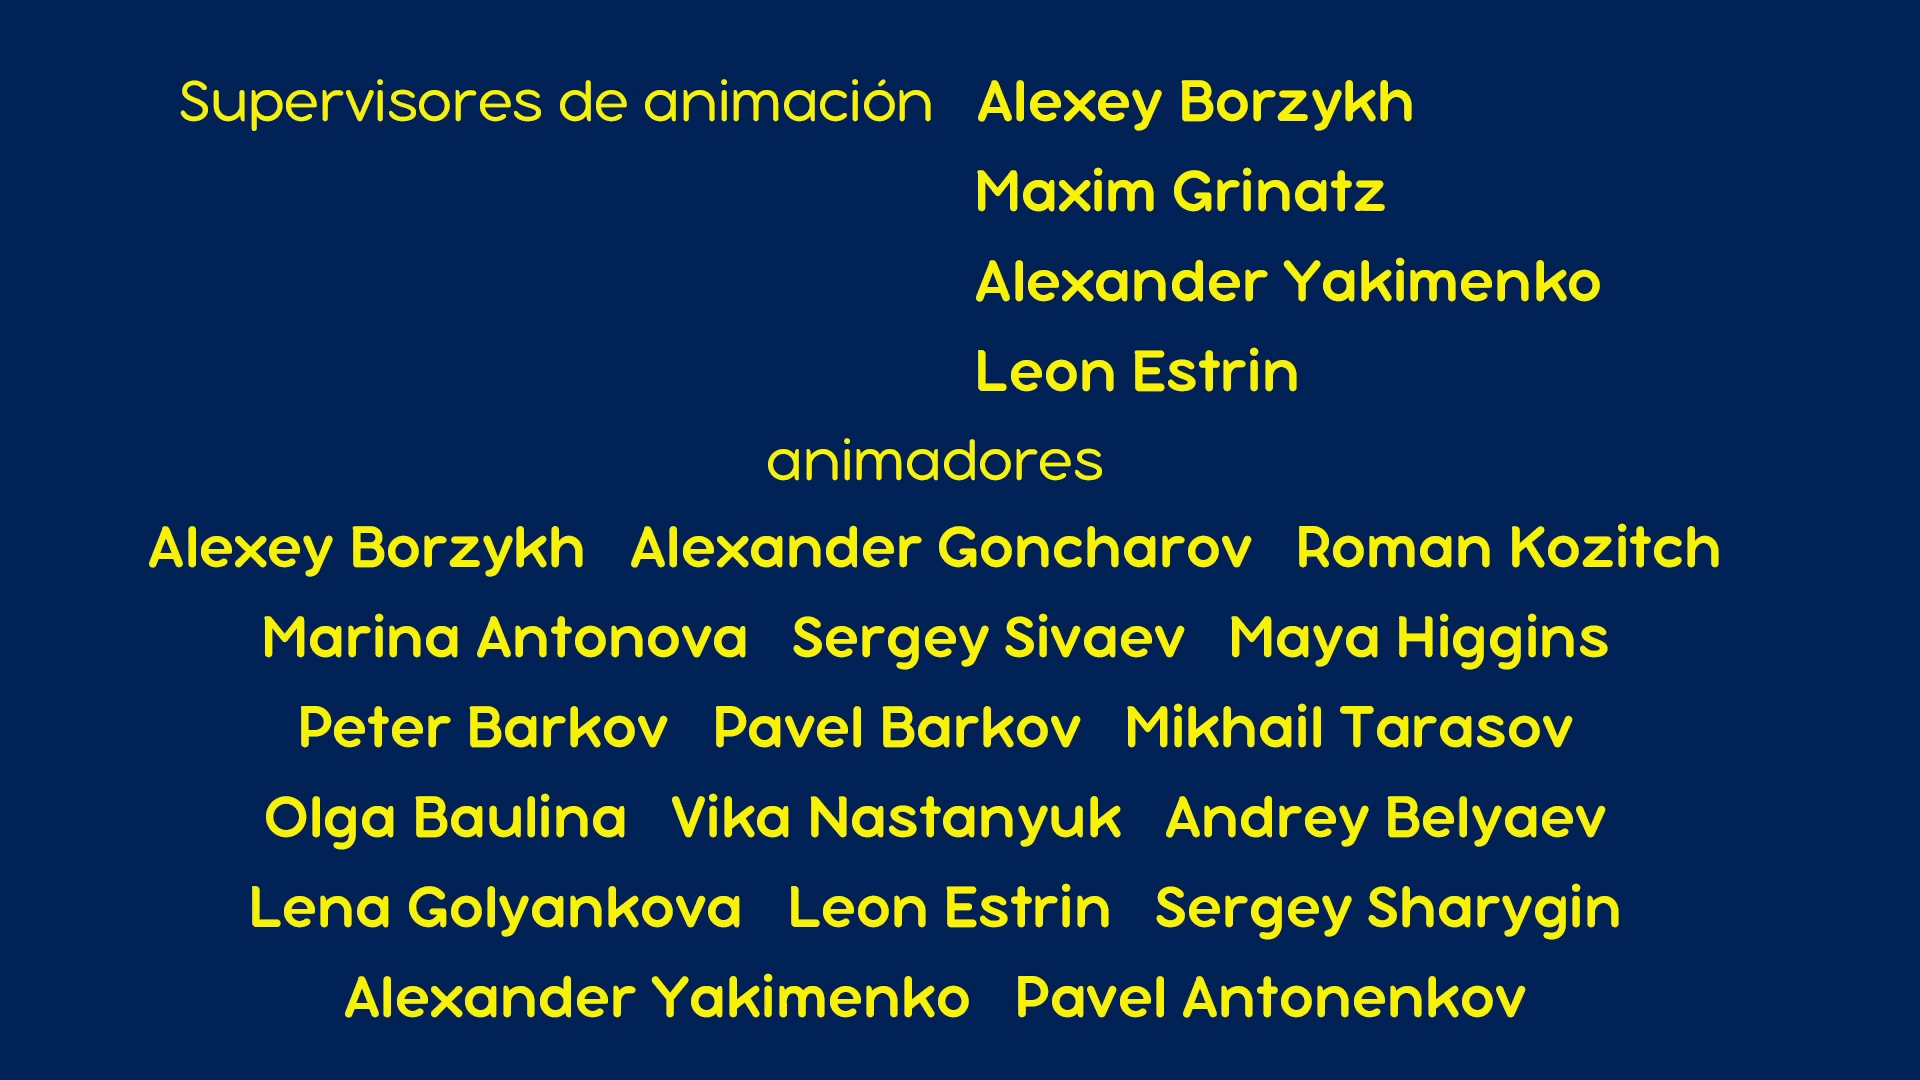 Supervisores de animación Alexey Borzykh
Maxim Grinatz
Alexander Yakimenko
Leon Estrin
animadores
Alexey Borzykh Alexander Goncharov Roman Kozitch
Marina Antonova Sergey Sivaev Maya Higgins
Peter Barkov Pavel Barkov Mikhail Tarasov
Olga Baulina Vika Nastanyuk Andrey Belyaev
Lena Golyankova Leon Estrin Sergey Sharygin
Alexander Yakimenko Pavel Antonenkov